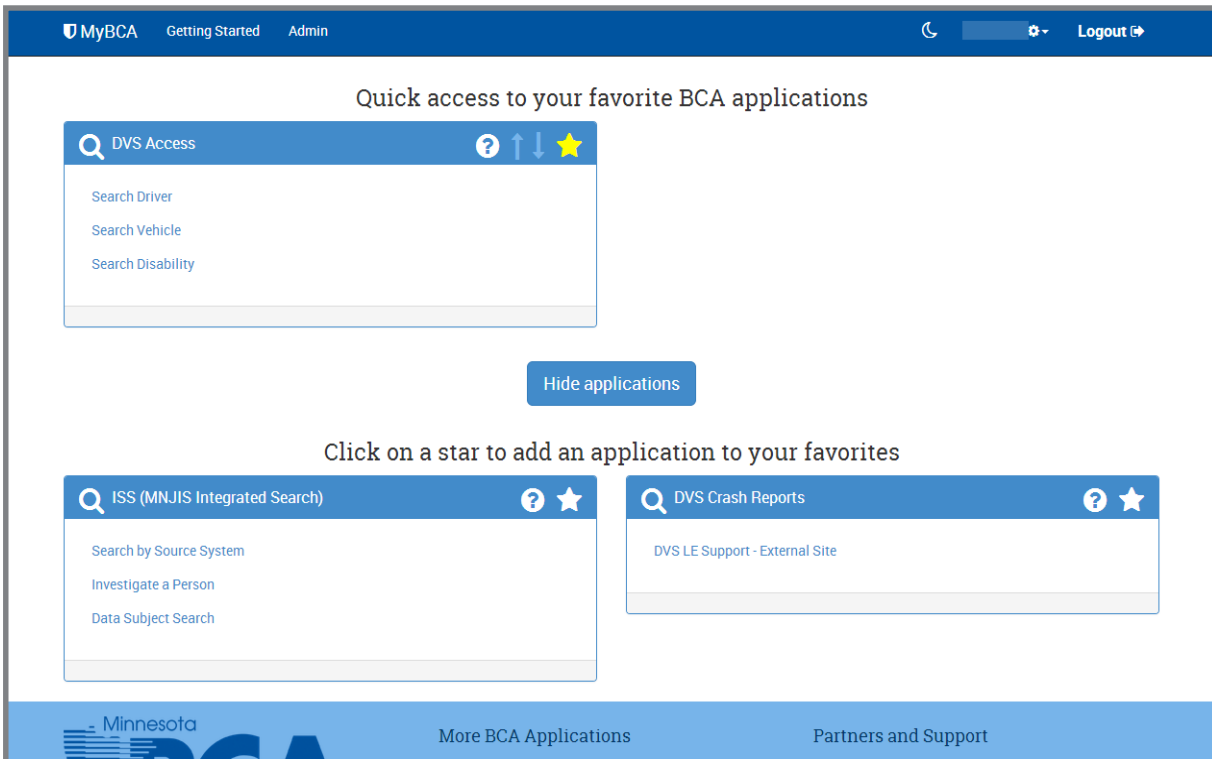 MyBCA Getting Started Admin Logout
Quick access to your favorite BCA applications
DVS Access
Search Driver
Search Vehicle
Search Disability
Hide applications
Click on a star to add an application to your favorites
ISS (MNJIS Integrated Search)
Search by Source System
Investigate a Person
Data Subject Search
DVS Crash Reports
DVS LE Support - External Site
Minnesota
BCA
More BCA Applications
Partners and Support